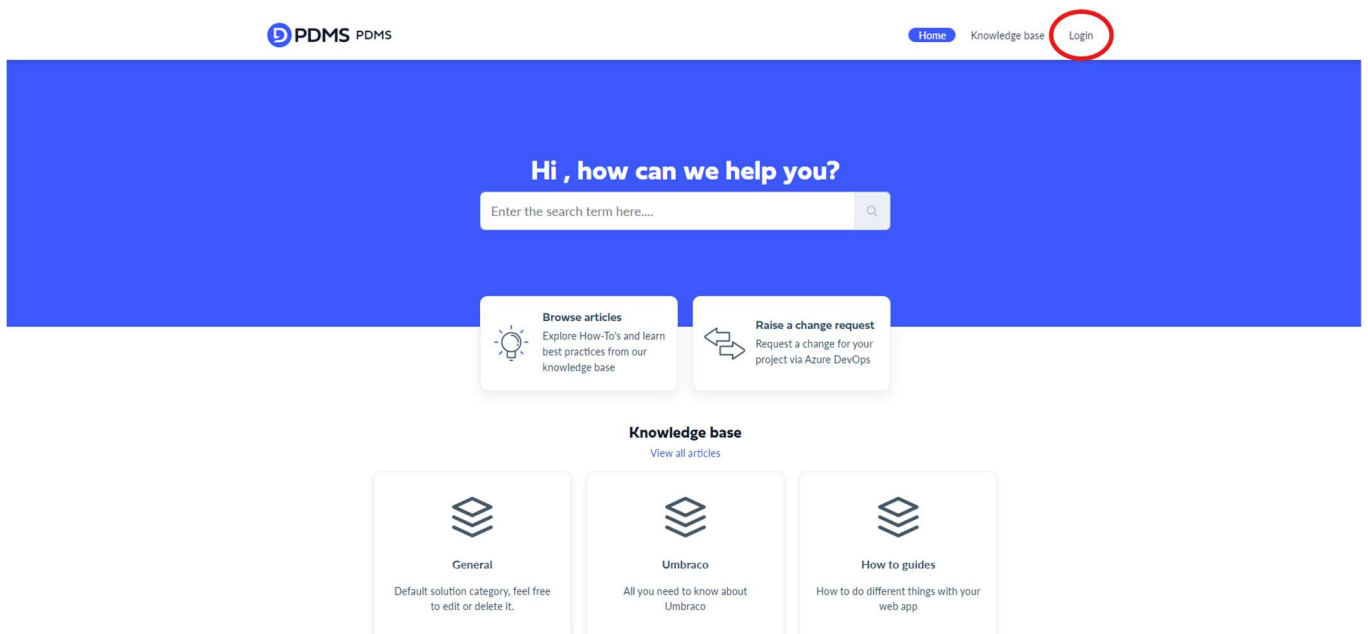 PDMS PDMS
Home Knowledge base Login
Hi , how can we help you?
Enter the search term here....
Browse articles
Explore How-To's and learn
best practices from our
knowledge base
Raise a change request
Request a change for your
project via Azure DevOps
Knowledge base
View all articles
General
Default solution category, feel free
to edit or delete it.
Umbraco
All you need to know about
Umbraco
How to guides
How to do different things with your
web app